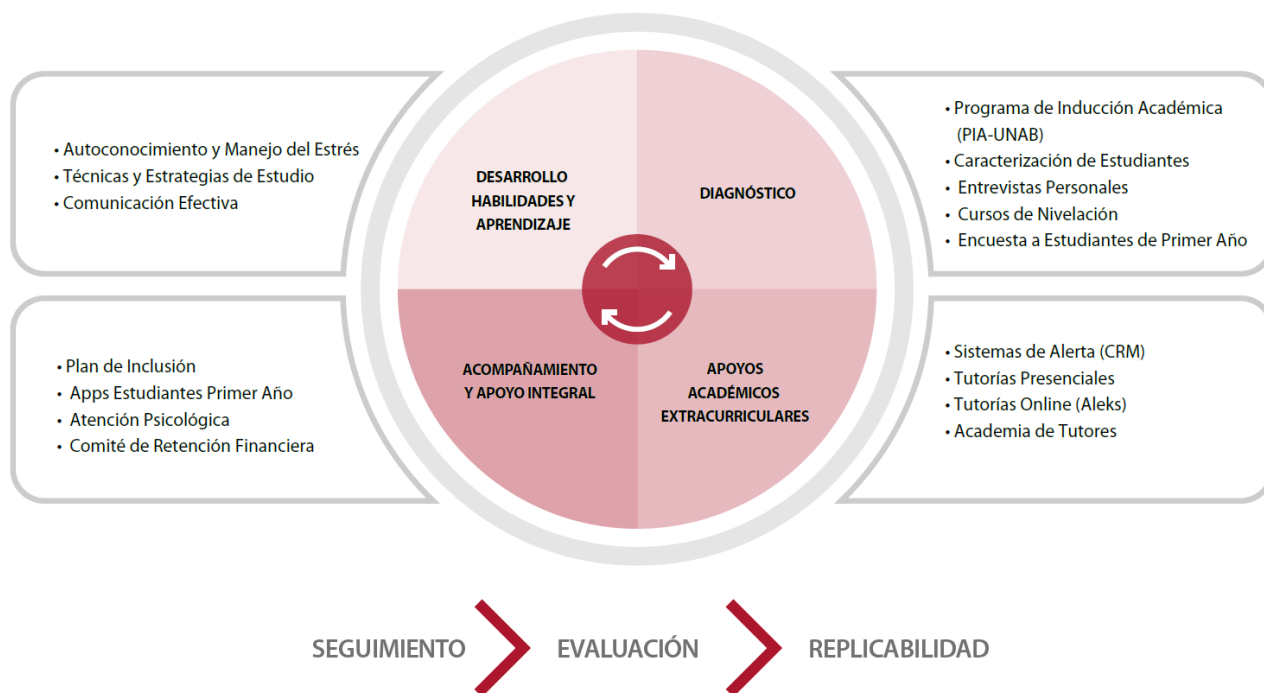 • Autoconocimiento y Manejo del Estrés
• Técnicas y Estrategias de Estudio
• Comunicación Efectiva
DESARROLLO
HABILIDADES Y
APRENDIZAJE
DIAGNÓSTICO
• Programa de Inducción Académica
(PIA-UNAB)
• Caracterización de Estudiantes
• Entrevistas Personales
• Cursos de Nivelación
• Encuesta a Estudiantes de Primer Año
• Plan de Inclusión
• Apps Estudiantes Primer Año
• Atención Psicológica
• Comité de Retención Financiera
ACOMPAÑAMIENTO
Y APOYO INTEGRAL
APOYOS
ACADÉMICOS
EXTRACURRICULARES
• Sistemas de Alerta (CRM)
• Tutorías Presenciales
• Tutorías Online (Aleks)
• Academia de Tutores
SEGUIMIENTO
EVALUACIÓN
REPLICABILIDAD